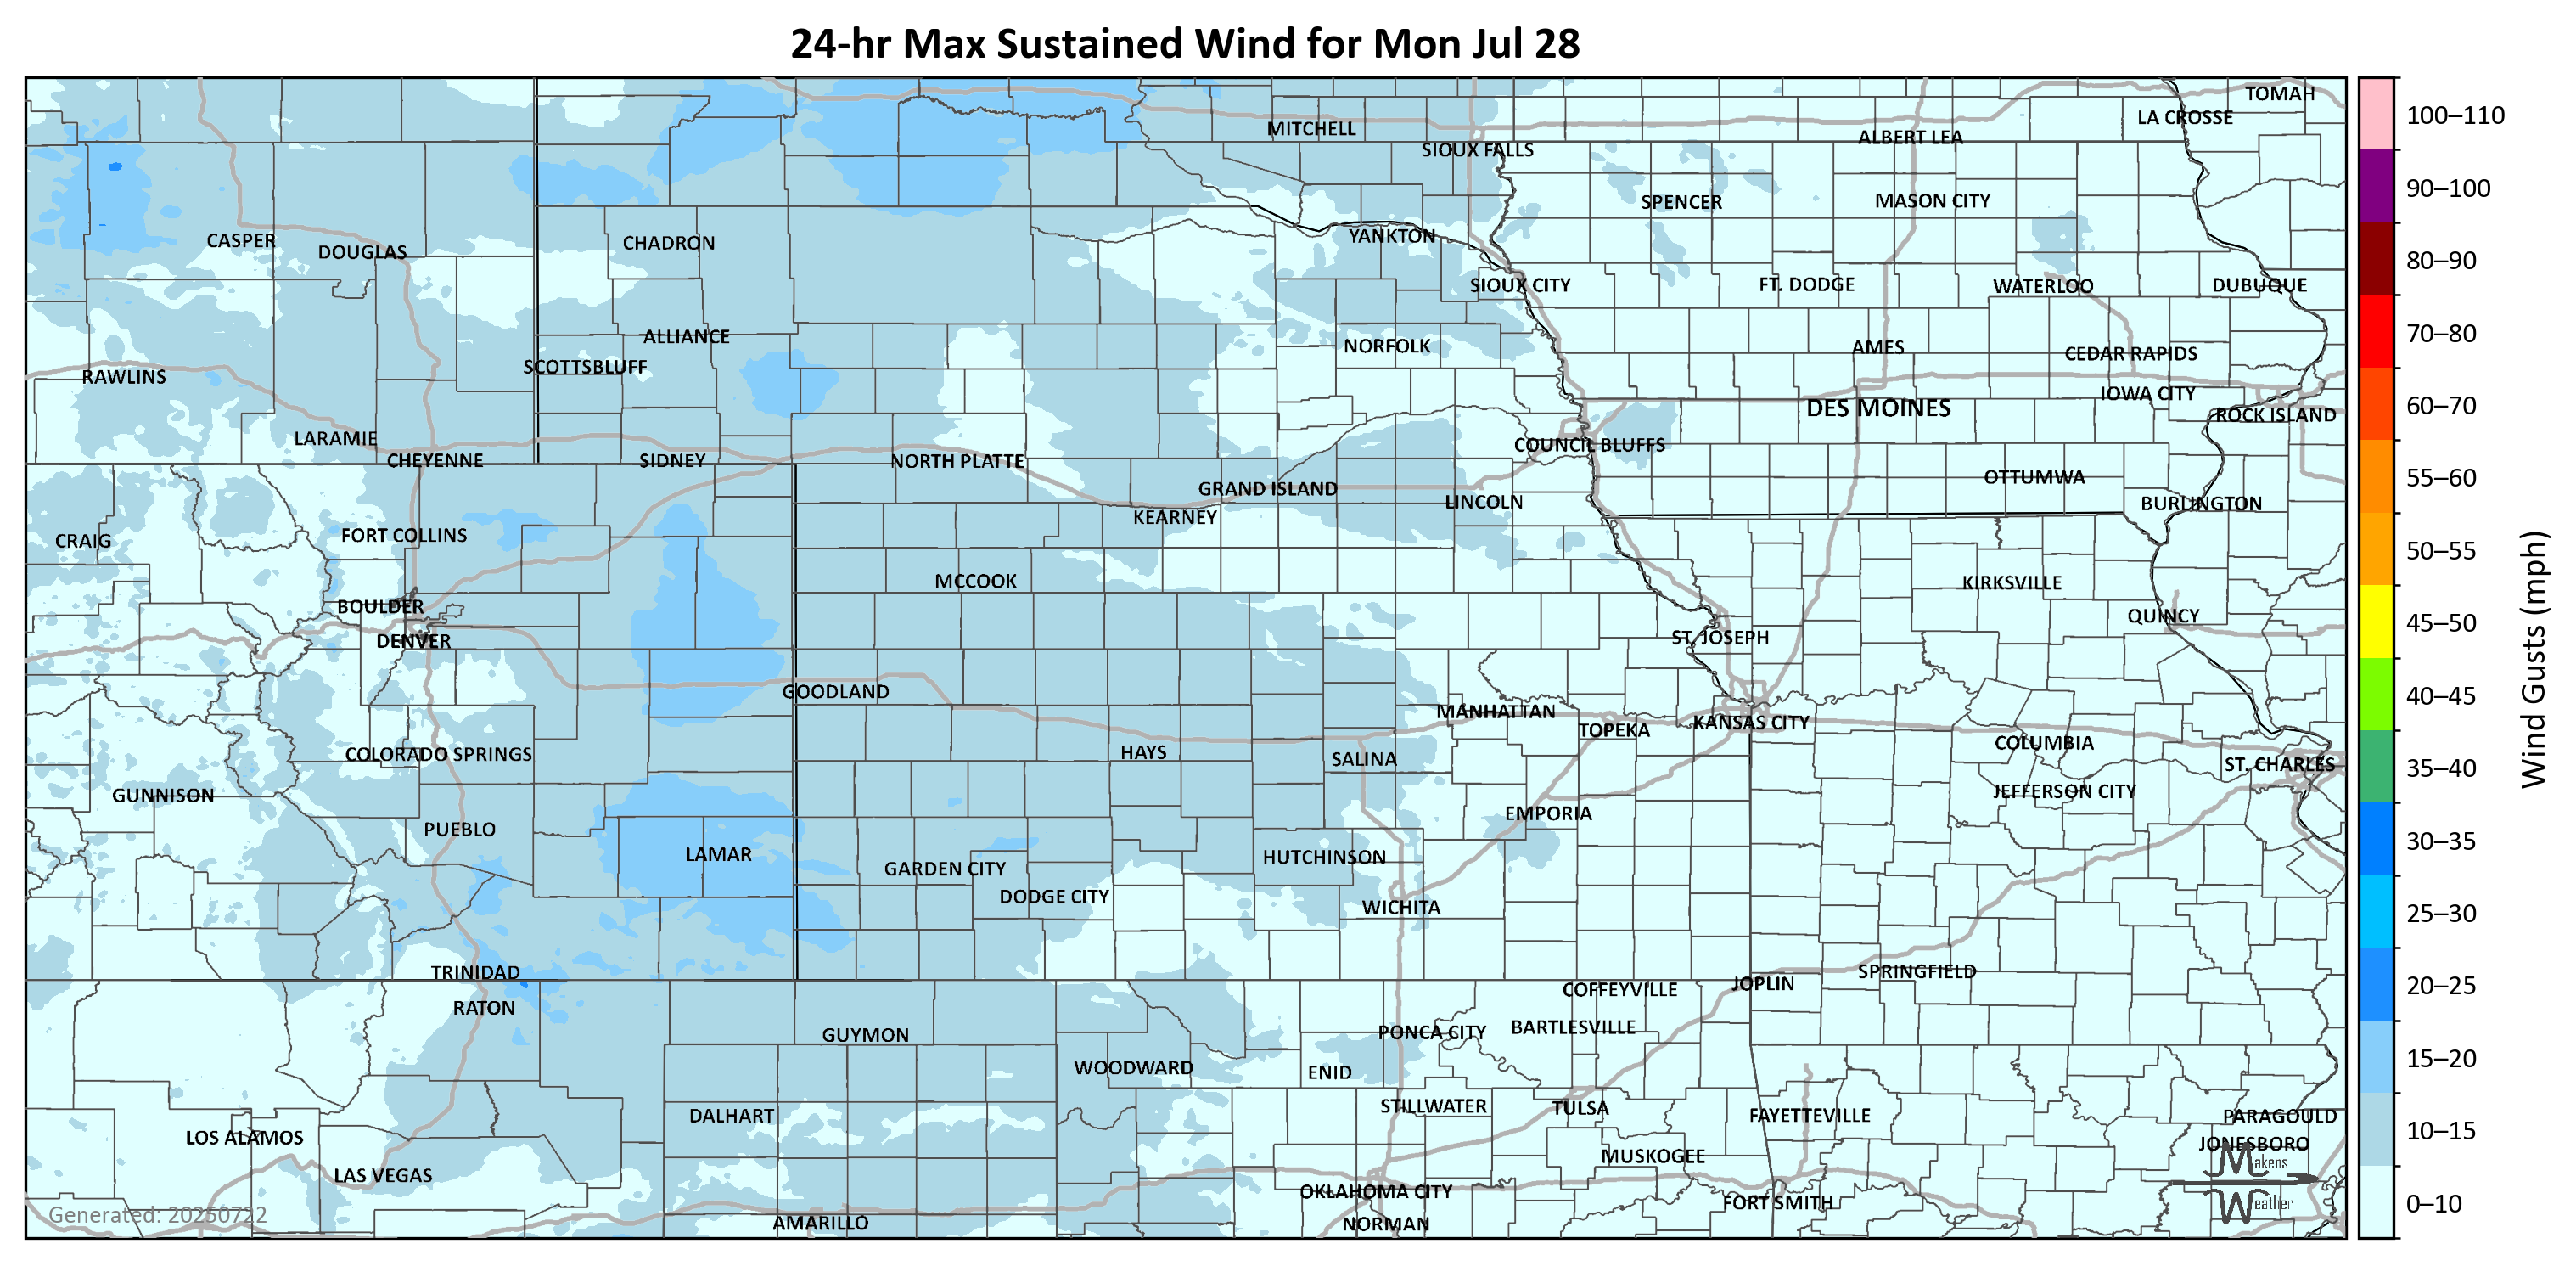 24-hr Max Sustained Wind for Mon Jul 28
TOMAH
LA CROSSE
MITCHELL
ALBERT LEA
SIOUX FALLS
SPENCER
MASON CITY
CASPER
DOUGLAS
CHADRON
YANKTON
SIOUX CITY
FT. DODGE
WATERLOO
DUBUQUE
ALLIANCE
NORFOLK
AMES
CEDAR RAPIDS
SCOTTSBLUFF
RAWLINS
IOWA CITY
DES MOINES
ROCK ISLAND
LARAMIE
COUNCIL BLUFFS
CHEYENNE
SIDNEY
NORTH PLATTE
OTTUMWA
GRAND ISLAND
LINCOLN
BURLINGTON
KEARNEY
CRAIG
FORT COLLINS
MCCOOK
KIRKSVILLE
BOULDER
QUINCY
DENVER
ST. JOSEPH
GOODLAND
MANHATTAN
TOPEKA
KANSAS CITY
COLUMBIA
COLORADO SPRINGS
HAYS
SALINA
ST. CHARLES
GUNNISON
JEFFERSON CITY
EMPORIA
PUEBLO
LAMAR
HUTCHINSON
GARDEN CITY
DODGE CITY
WICHITA
TRINIDAD
SPRINGFIELD
JOPLIN
COFFEYVILLE
RATON
GUYMON
PONCA CITY
BARTLESVILLE
WOODWARD
ENID
STILLWATER
TULSA
DALHART
FAYETTEVILLE
PARAGOULD
LOS ALAMOS
JONESBORO
MUSKOGEE
LAS VEGAS
OKLAHOMA CITY
FORT SMITH
AMARILLO
NORMAN
Generated: 20250722
Makens
Weather
100–110
90–100
80–90
70–80
60–70
55–60
50–55
45–50
40–45
35–40
30–35
25–30
20–25
15–20
10–15
0–10
Wind Gusts (mph)